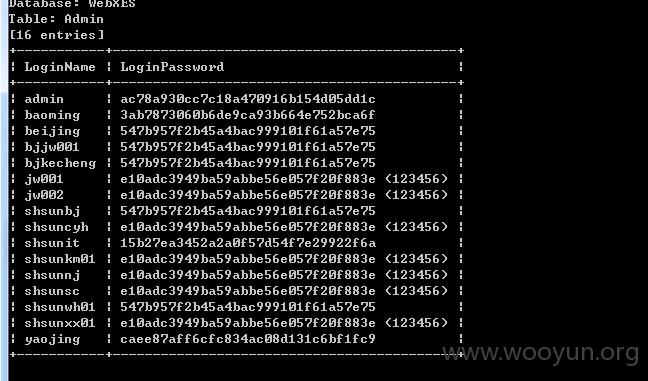 Database: WebXES
Table: Admin
[16 entries]
+-----------+-------------------------------------------+
| LoginName | LoginPassword |
+-----------+-------------------------------------------+
| admin | ac78a930cc7c18a470916b154d05dd1c |
| baoming | 3ab7873060b6de9ca93b664e752bca6f |
| beijing | 547b957f2b45a4bac999101f61a57e75 |
| bjjw001 | 547b957f2b45a4bac999101f61a57e75 |
| bjkecheng | 547b957f2b45a4bac999101f61a57e75 |
| jw001 | e10adc3949ba59abbe56e057f20f883e (123456) |
| jw002 | e10adc3949ba59abbe56e057f20f883e (123456) |
| shsunbj | 547b957f2b45a4bac999101f61a57e75 |
| shsuncyh | e10adc3949ba59abbe56e057f20f883e (123456) |
| shsunit | 15b27ea3452a2a0f57d54f7e29922f6a |
| shsunkm01 | e10adc3949ba59abbe56e057f20f883e (123456) |
| shsunnj | e10adc3949ba59abbe56e057f20f883e (123456) |
| shsunsc | e10adc3949ba59abbe56e057f20f883e (123456) |
| shsunwh01 | 547b957f2b45a4bac999101f61a57e75 |
| shsunxx01 | e10adc3949ba59abbe56e057f20f883e (123456) |
| yaojing | caee87aff6cfc834ac08d131c6bf1fc9 |
+-----------+-------------------------------------------+
www.wooyun.org